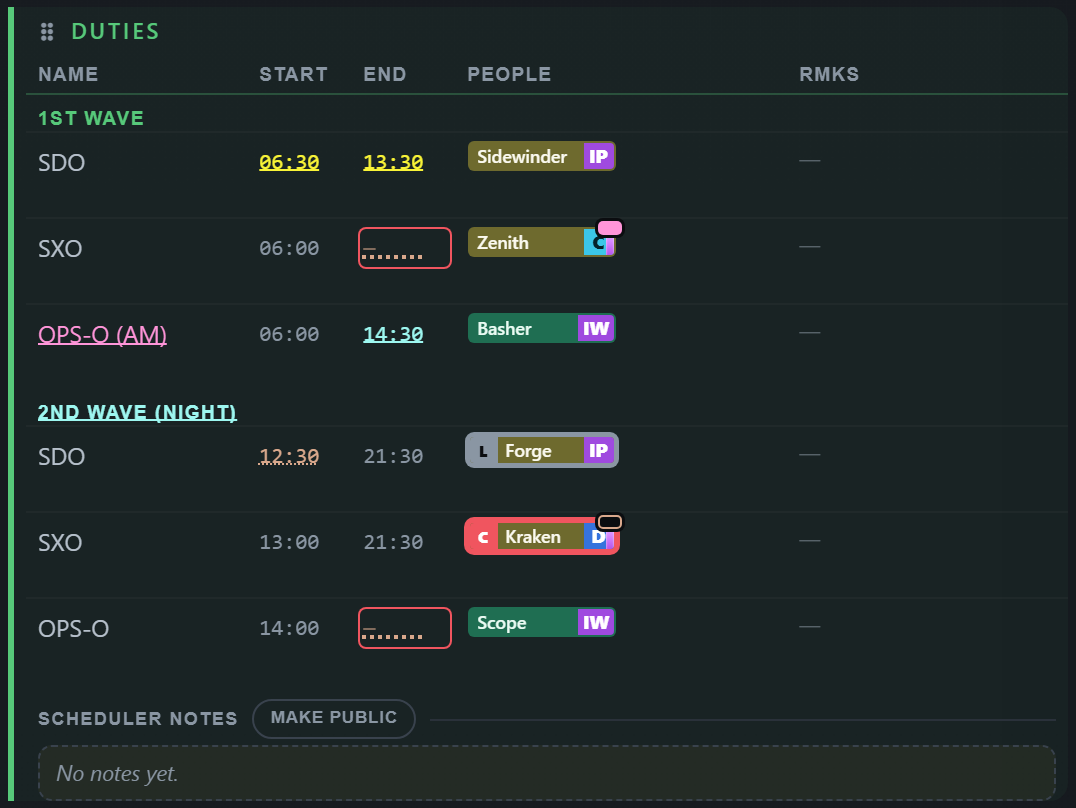 DUTIES
NAME START END PEOPLE RMKS
1ST WAVE
SDO 06:30 13:30 Sidewinder IP —
SXO 06:00 — Zenith C —
OPS-O (AM) 06:00 14:30 Basher IW —
2ND WAVE (NIGHT)
SDO 12:30 21:30 L Forge IP —
SXO 13:00 21:30 C Kraken D —
OPS-O 14:00 — Scope IW —
SCHEDULER NOTES MAKE PUBLIC
No notes yet.